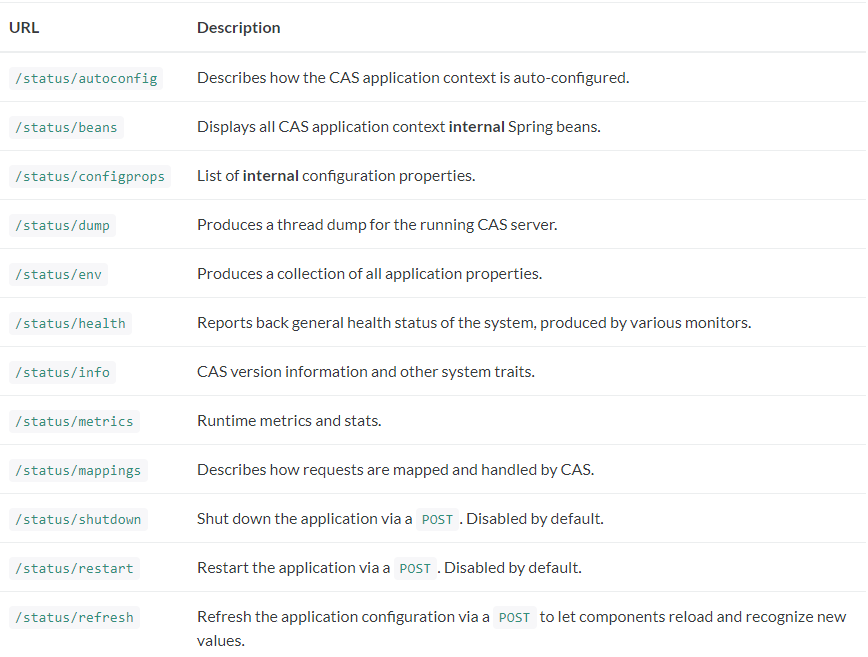 URL Description
/status/autoconfig Describes how the CAS application context is auto-configured.
/status/beans Displays all CAS application context internal Spring beans.
/status/configprops List of internal configuration properties.
/status/dump Produces a thread dump for the running CAS server.
/status/env Produces a collection of all application properties.
/status/health Reports back general health status of the system, produced by various monitors.
/status/info CAS version information and other system traits.
/status/metrics Runtime metrics and stats.
/status/mappings Describes how requests are mapped and handled by CAS.
/status/shutdown Shut down the application via a POST . Disabled by default.
/status/restart Restart the application via a POST . Disabled by default.
/status/refresh Refresh the application configuration via a POST to let components reload and recognize new
values.